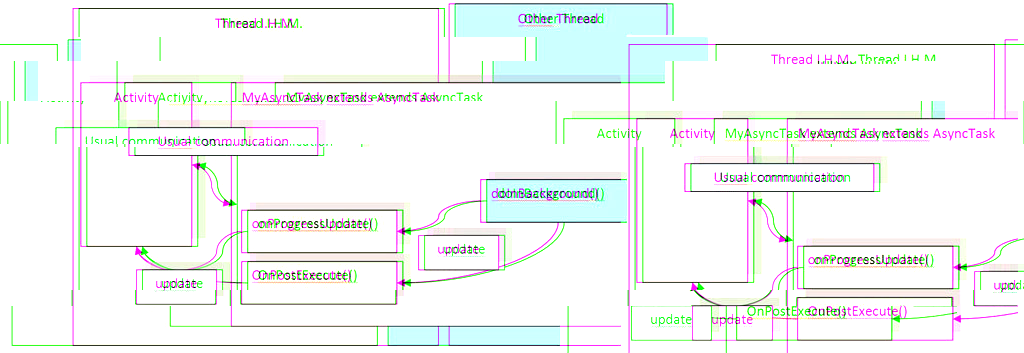 Thread I.H.M.
Other Thread
Activity
MyAsyncTask extends AsyncTask
Usual communication
doInBackground()
onProgressUpdate()
update
OnPostExecute()
update
Thread I.H.M.
Activity
MyAsyncTask extends AsyncTask
Usual communication
onProgressUpdate()
OnPostExecute()
update
update